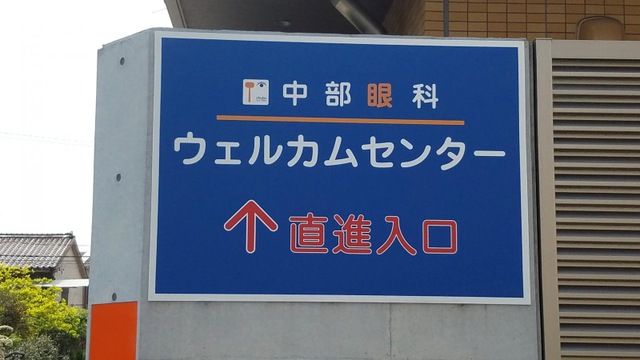 中部眼科
ウェルカムセンター
↑直進入口